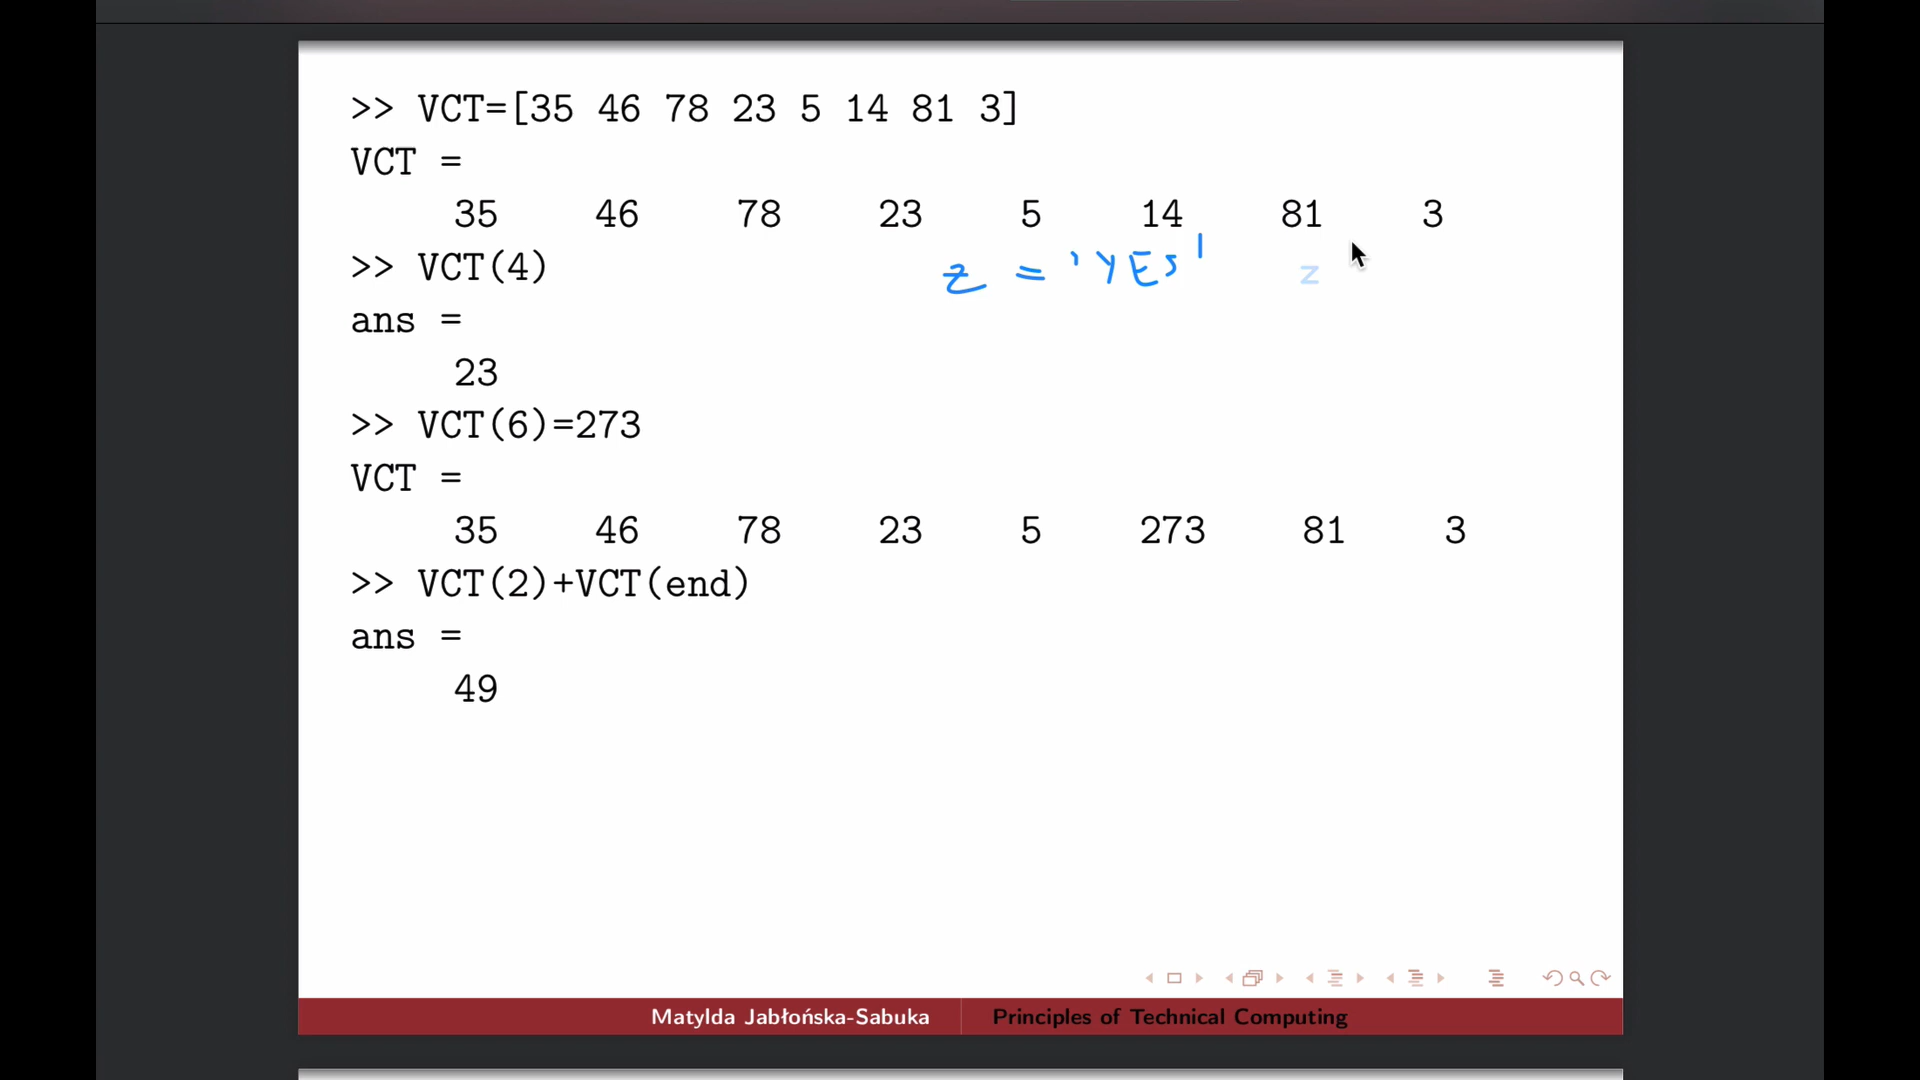 >> VCT=[35 46 78 23 5 14 81 3]
VCT =
35 46 78 23 5 14 81 3
>> VCT(4)
z = 'YES' z
ans =
23
>> VCT(6)=273
VCT =
35 46 78 23 5 273 81 3
>> VCT(2)+VCT(end)
ans =
49
Matylda Jabłońska-Sabuka Principles of Technical Computing